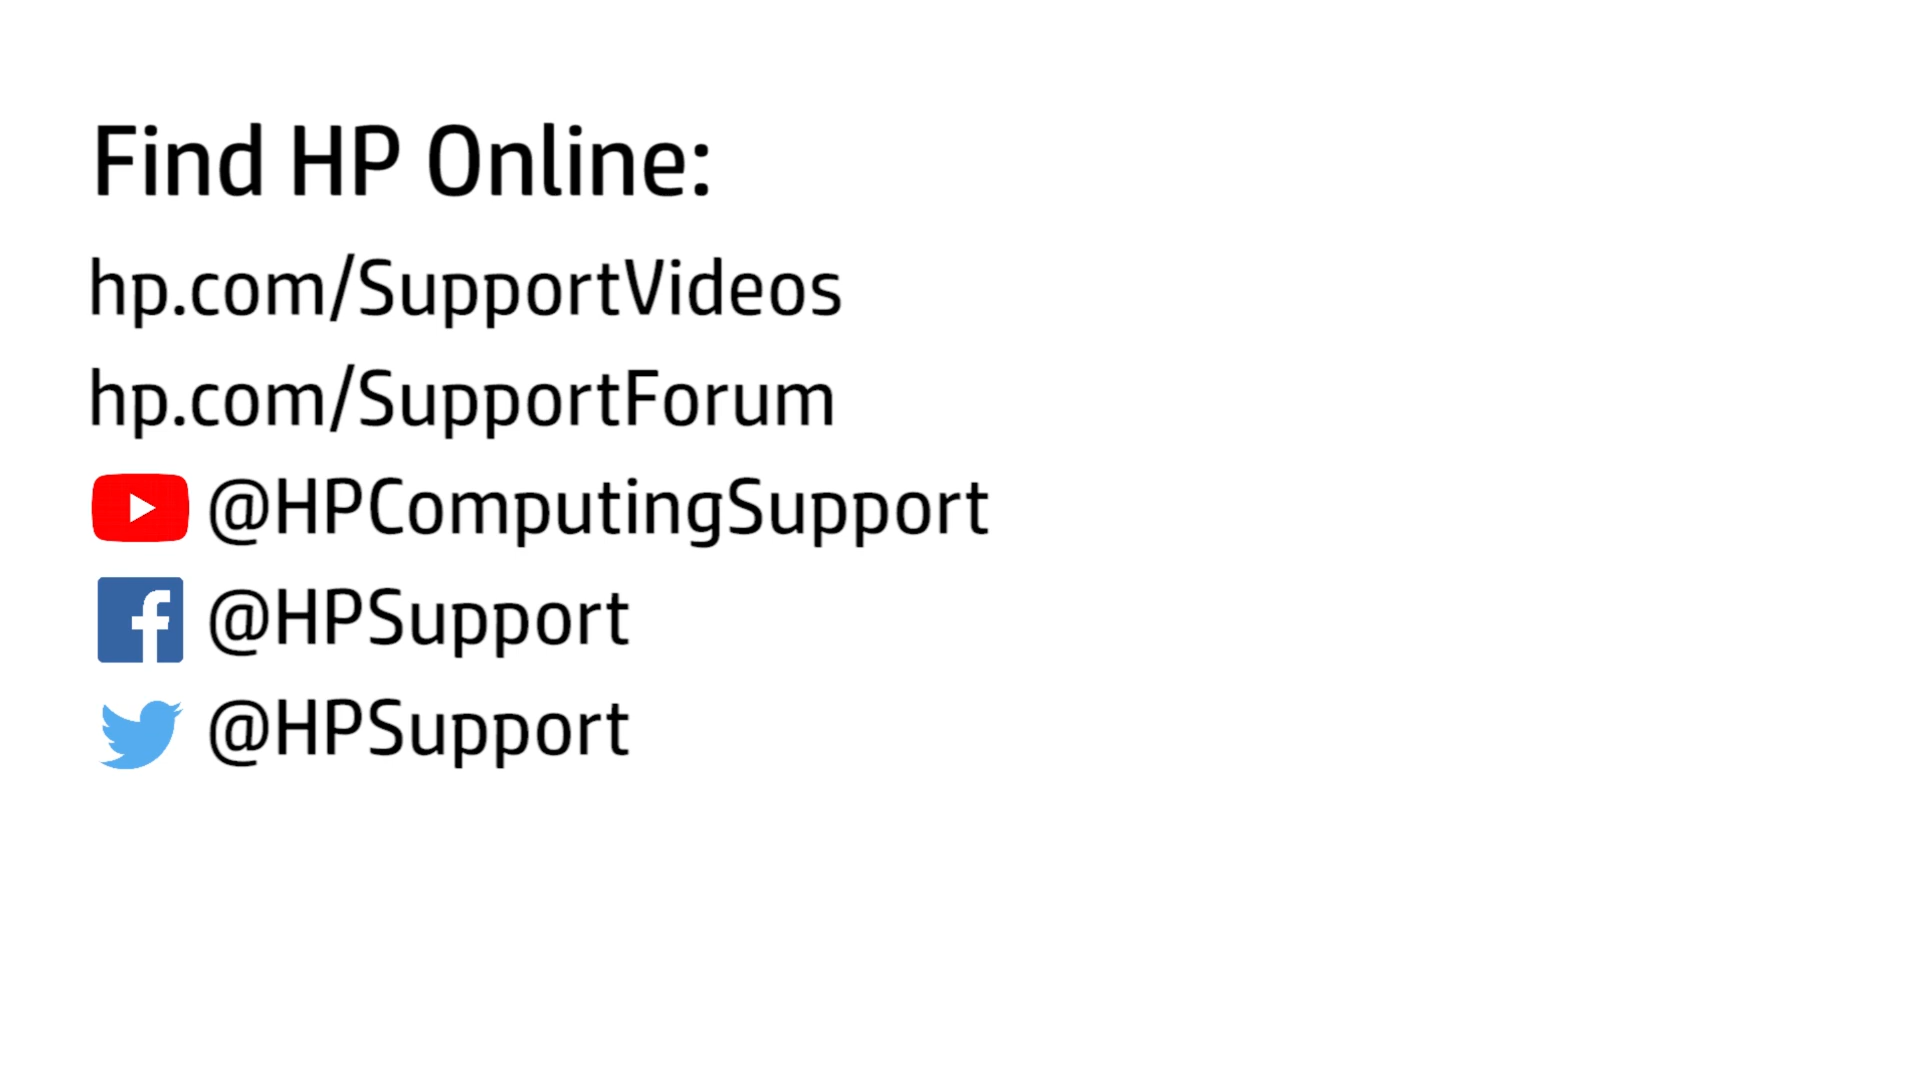 Find HP Online:
hp.com/SupportVideos
hp.com/SupportForum
@HPComputingSupport
@HPSupport
@HPSupport